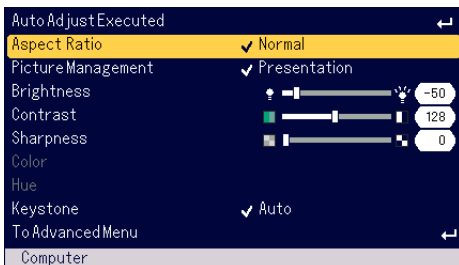 Auto Adjust Executed
Aspect Ratio Normal
Picture Management Presentation
Brightness -50
Contrast 128
Sharpness 0
Color
Hue
Keystone Auto
To Advanced Menu
Computer